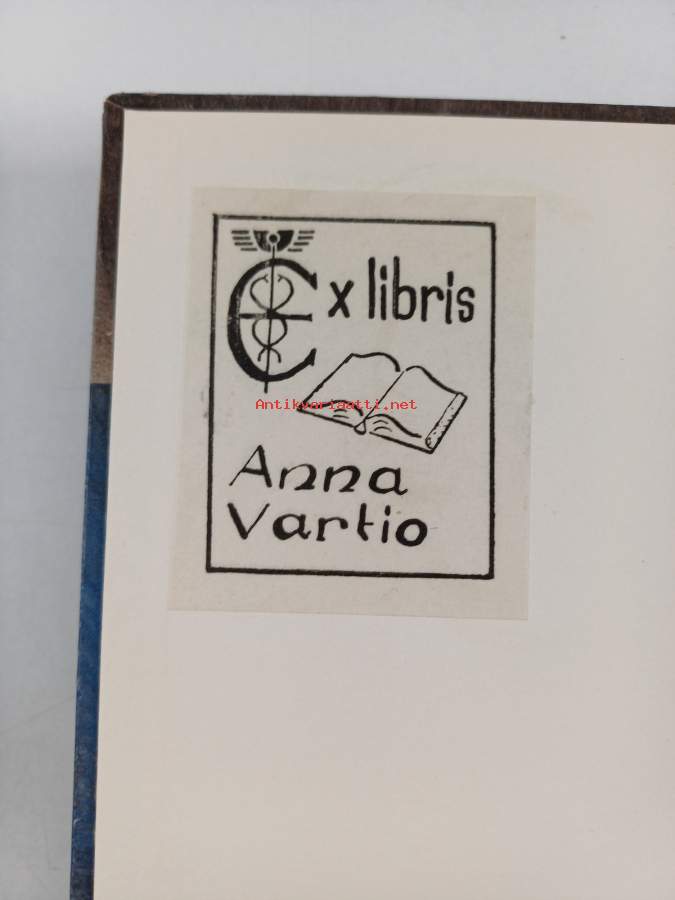 Ex libris
Antikvariaatti.net
Anna
Vartio